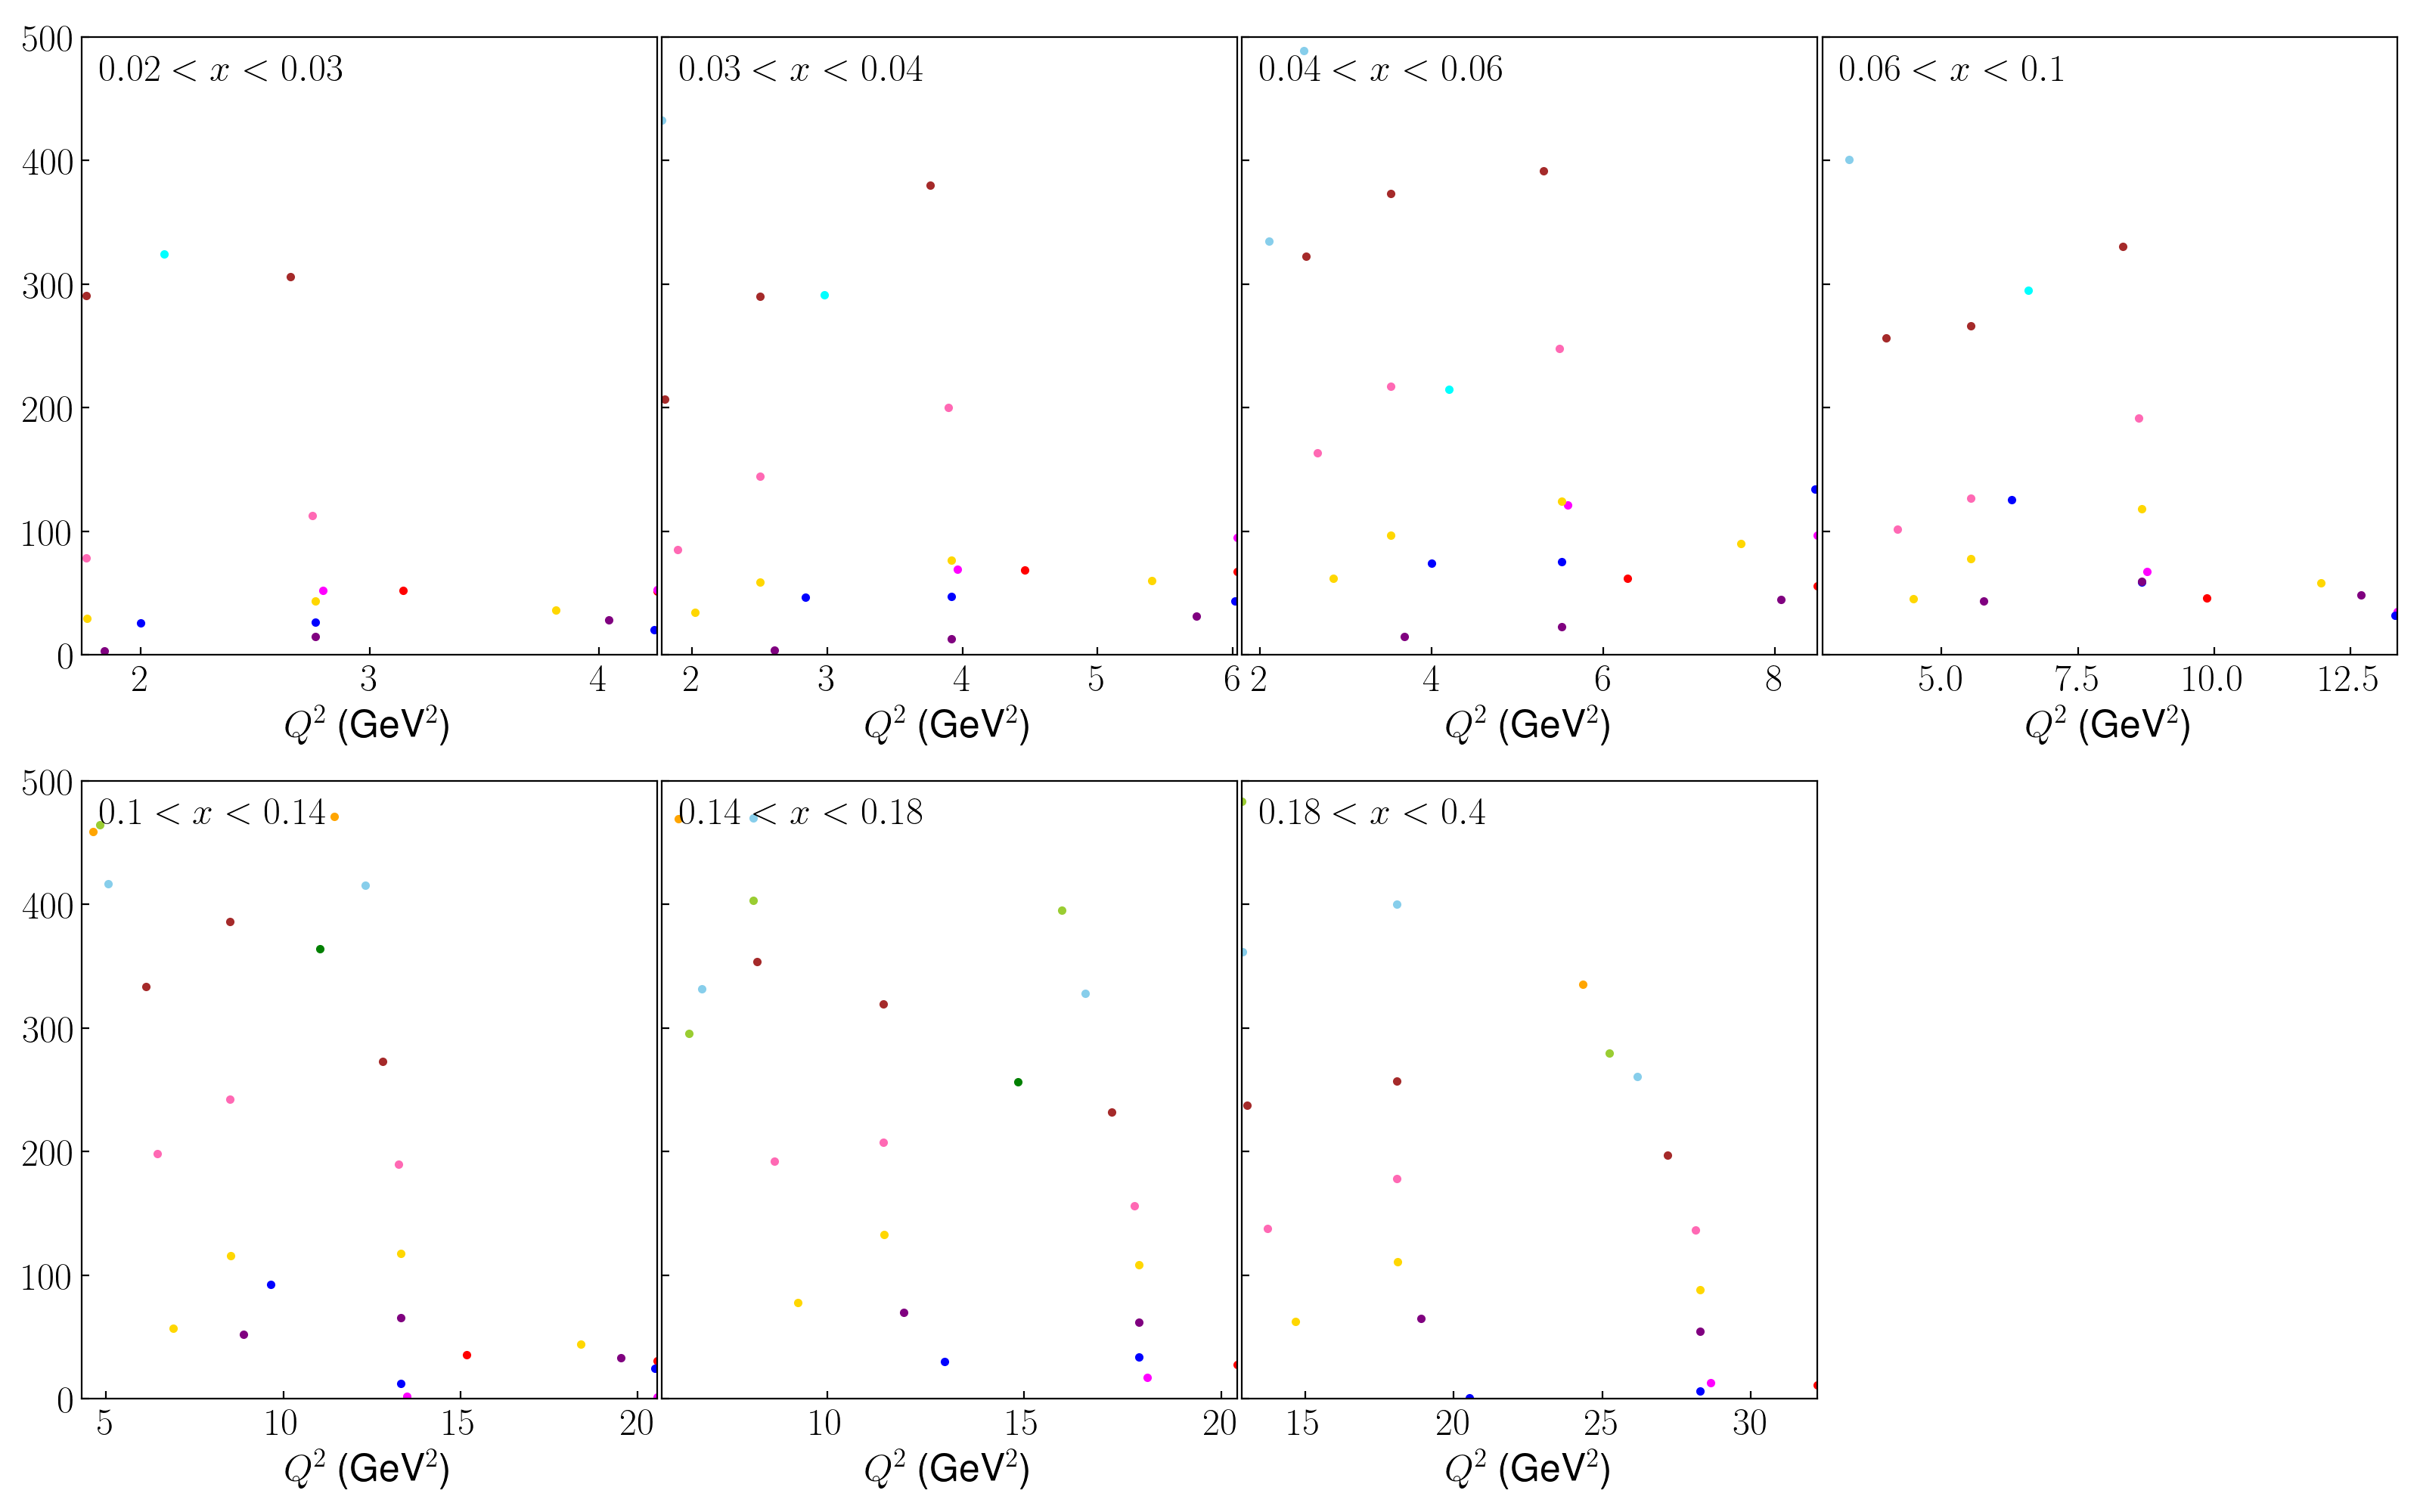 500
400
300
200
100
0
0.02 < x < 0.03
0.03 < x < 0.04
0.04 < x < 0.06
0.06 < x < 0.1
2 3 4
2 3 4 5 6
2 4 6 8
5.0 7.5 10.0 12.5
Q² (GeV²)
Q² (GeV²)
Q² (GeV²)
Q² (GeV²)
500
400
300
200
100
0
0.1 < x < 0.14
0.14 < x < 0.18
0.18 < x < 0.4
5 10 15 20
10 15 20
15 20 25 30
Q² (GeV²)
Q² (GeV²)
Q² (GeV²)